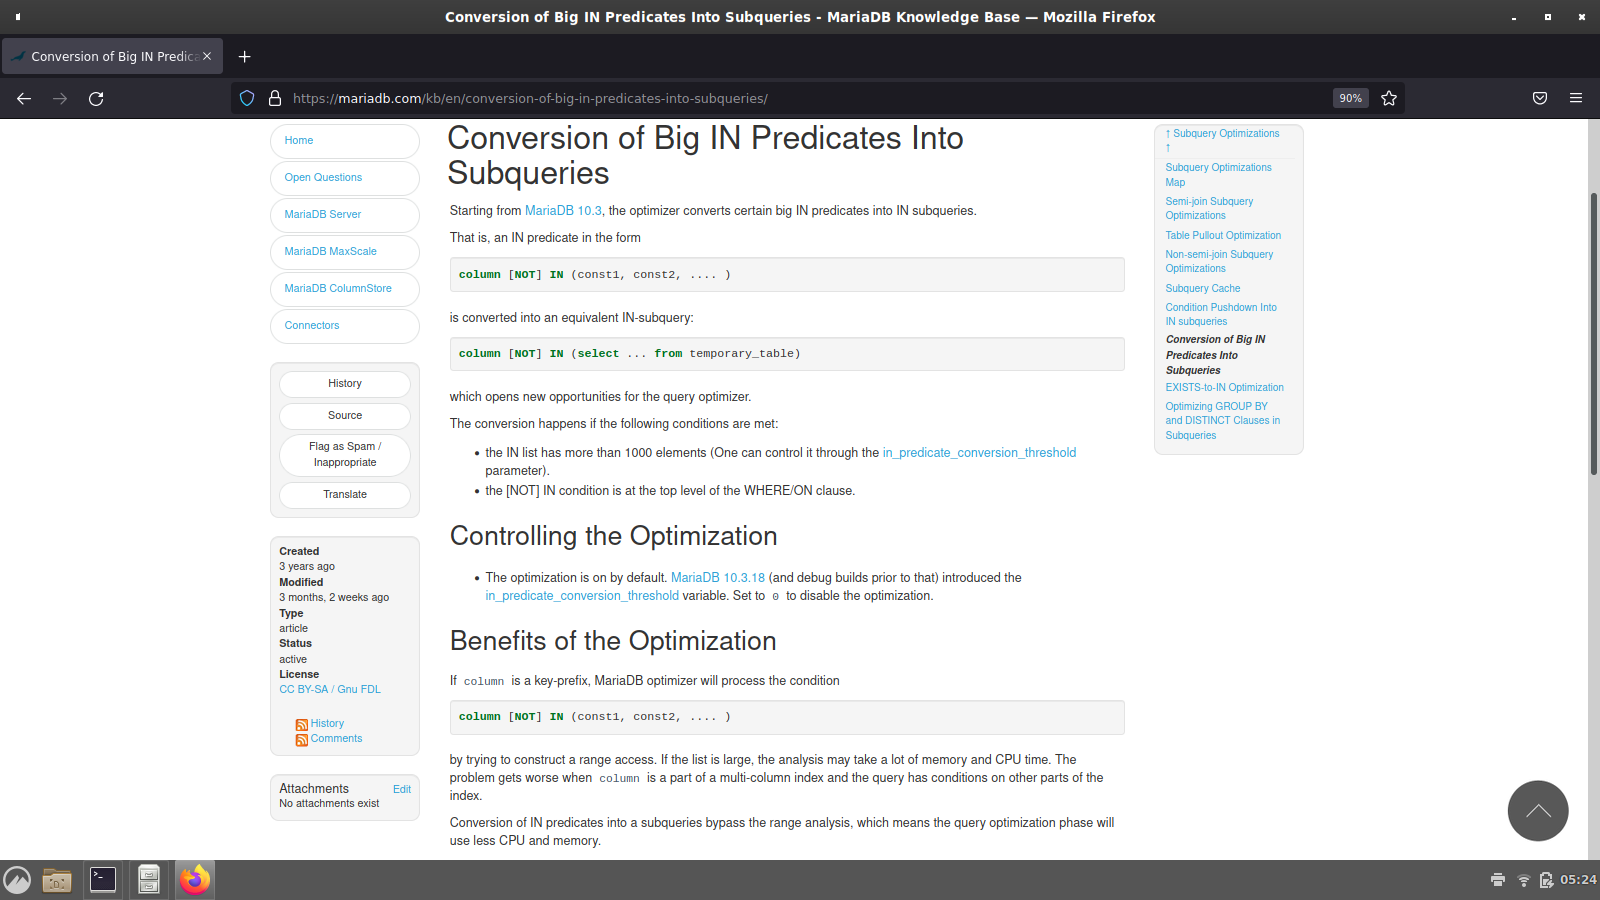 Conversion of Big IN Predicates Into Subqueries - MariaDB Knowledge Base — Mozilla Firefox
Conversion of Big IN Predica
https://mariadb.com/kb/en/conversion-of-big-in-predicates-into-subqueries/
90%
Home
Open Questions
MariaDB Server
MariaDB MaxScale
MariaDB ColumnStore
Connectors
History
Source
Flag as Spam /
Inappropriate
Translate
Created
3 years ago
Modified
3 months, 2 weeks ago
Type
article
Status
active
License
CC BY-SA / Gnu FDL
History
Comments
Attachments Edit
No attachments exist
Conversion of Big IN Predicates Into
Subqueries
Starting from MariaDB 10.3, the optimizer converts certain big IN predicates into IN subqueries.
That is, an IN predicate in the form
column [NOT] IN (const1, const2, .... )
is converted into an equivalent IN-subquery:
column [NOT] IN (select ... from temporary_table)
which opens new opportunities for the query optimizer.
The conversion happens if the following conditions are met:
• the IN list has more than 1000 elements (One can control it through the in_predicate_conversion_threshold
parameter).
• the [NOT] IN condition is at the top level of the WHERE/ON clause.
Controlling the Optimization
• The optimization is on by default. MariaDB 10.3.18 (and debug builds prior to that) introduced the
in_predicate_conversion_threshold variable. Set to 0 to disable the optimization.
Benefits of the Optimization
If column is a key-prefix, MariaDB optimizer will process the condition
column [NOT] IN (const1, const2, .... )
by trying to construct a range access. If the list is large, the analysis may take a lot of memory and CPU time. The
problem gets worse when column is a part of a multi-column index and the query has conditions on other parts of the
index.
Conversion of IN predicates into a subqueries bypass the range analysis, which means the query optimization phase will
use less CPU and memory.
↑ Subquery Optimizations
↑
Subquery Optimizations
Map
Semi-join Subquery
Optimizations
Table Pullout Optimization
Non-semi-join Subquery
Optimizations
Subquery Cache
Condition Pushdown Into
IN subqueries
Conversion of Big IN
Predicates Into
Subqueries
EXISTS-to-IN Optimization
Optimizing GROUP BY
and DISTINCT Clauses in
Subqueries
05:24